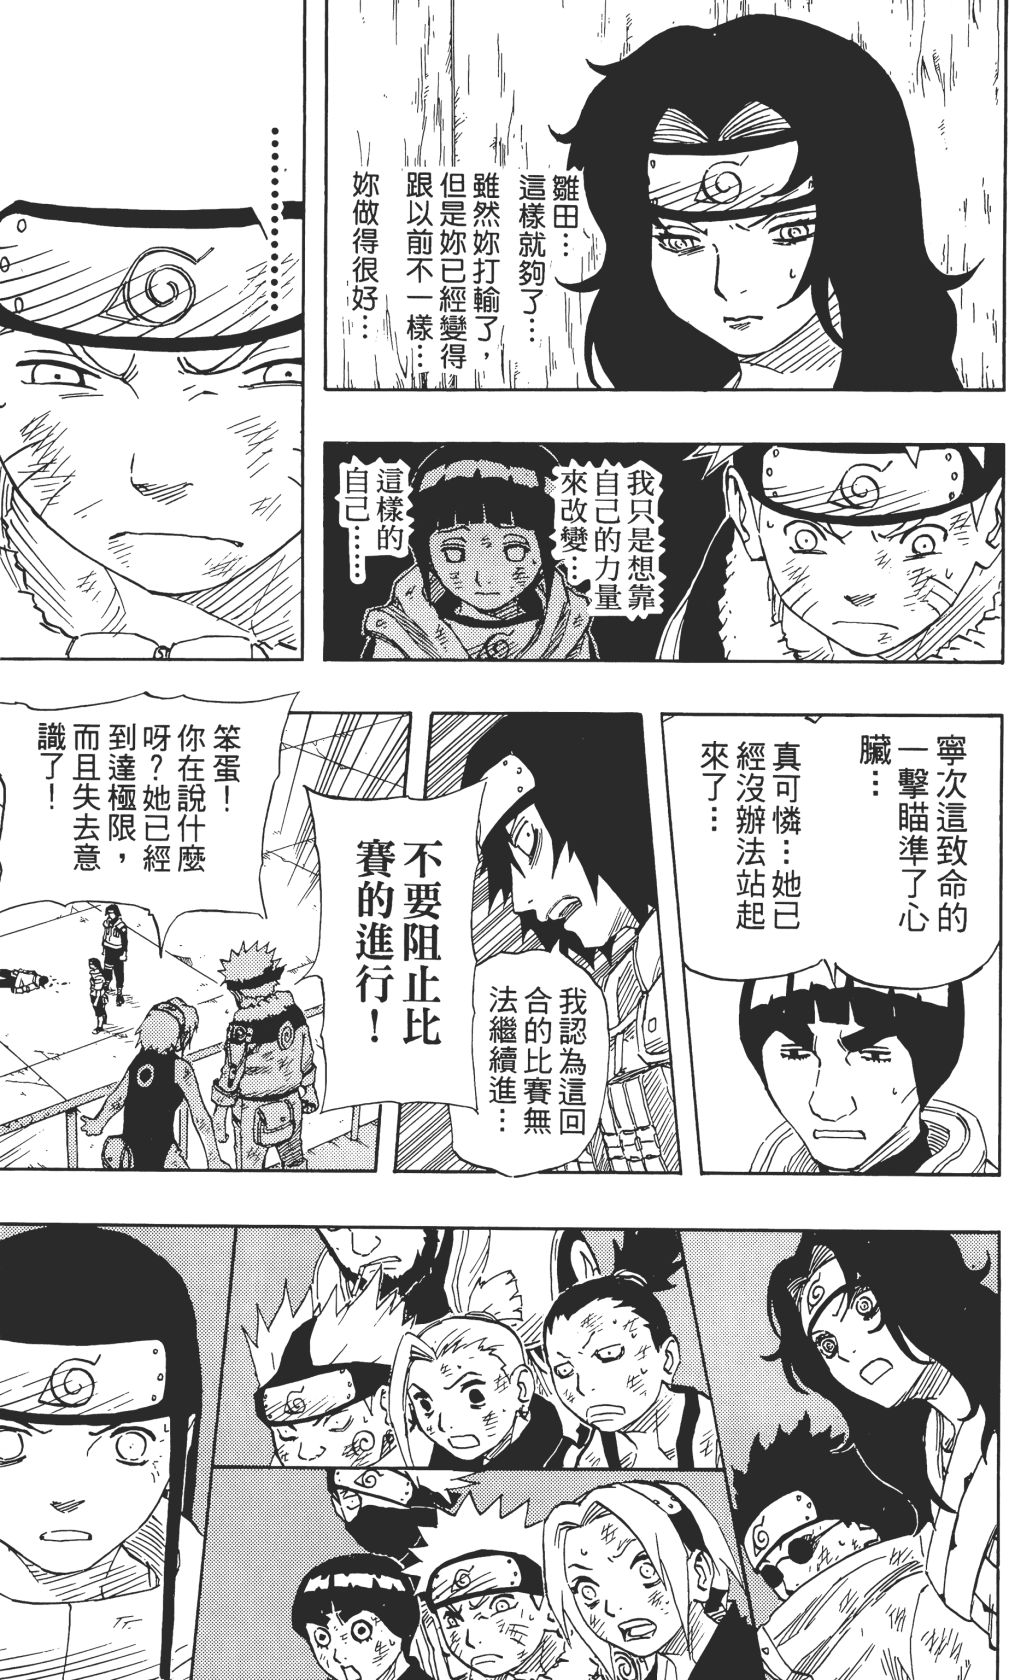 雛田…
這樣就夠了…
雖然妳打輸了，
但是妳已經變得
跟以前不一樣…
妳做得很好…
…………
我只是想靠
自己的力量
來改變…
這樣的
自己……
寧次這致命的
一擊瞄準了心
臟…
真可憐…她已
經沒辦法站起
來了…
我認為這回
合的比賽無
法繼續進…
不要阻止比
賽的進行！
笨蛋！
你在說什麼
呀？她已經
到達極限，
而且失去意
識了！